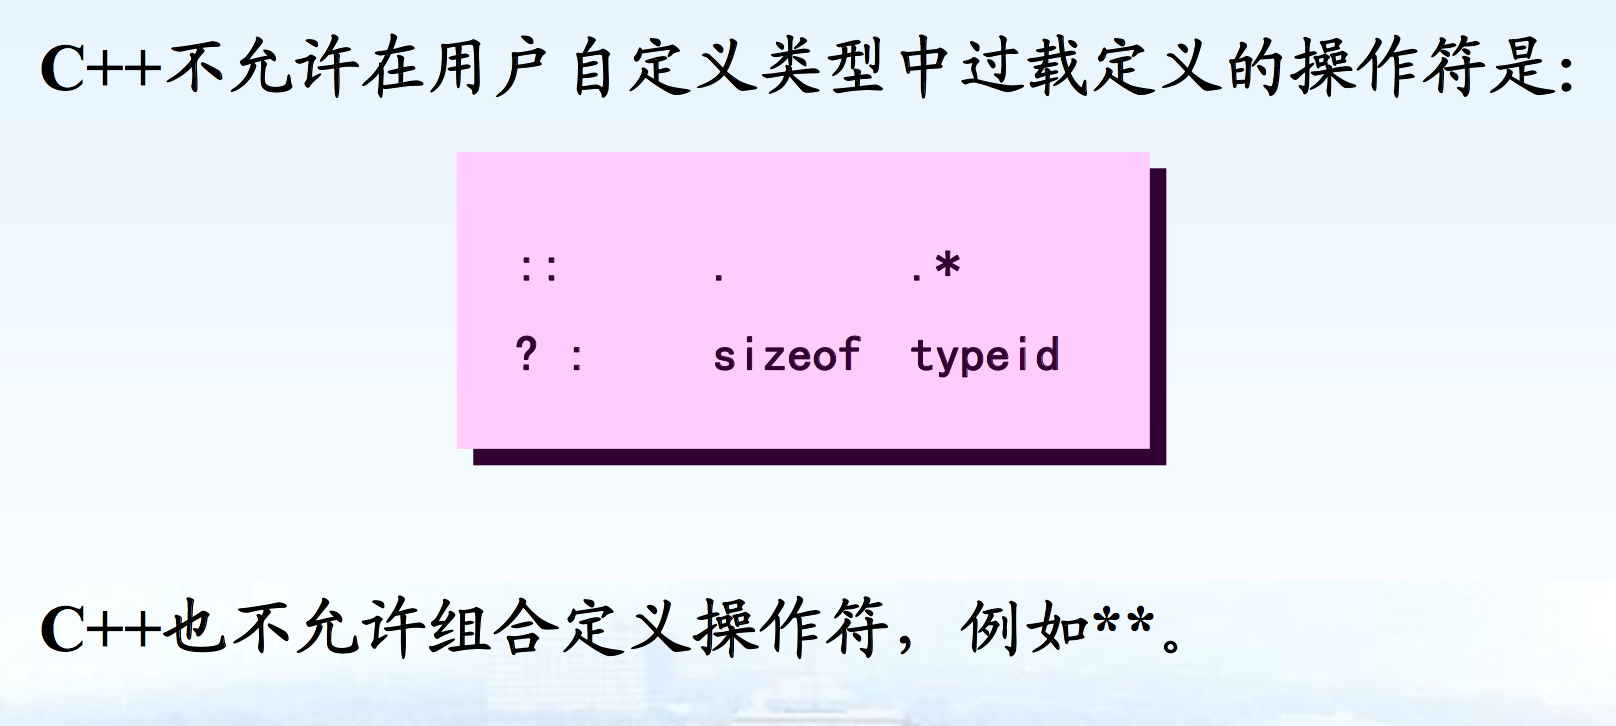 C++不允许在用户自定义类型中过载定义的操作符是:
:: . .*
? : sizeof typeid
C++也不允许组合定义操作符，例如**。